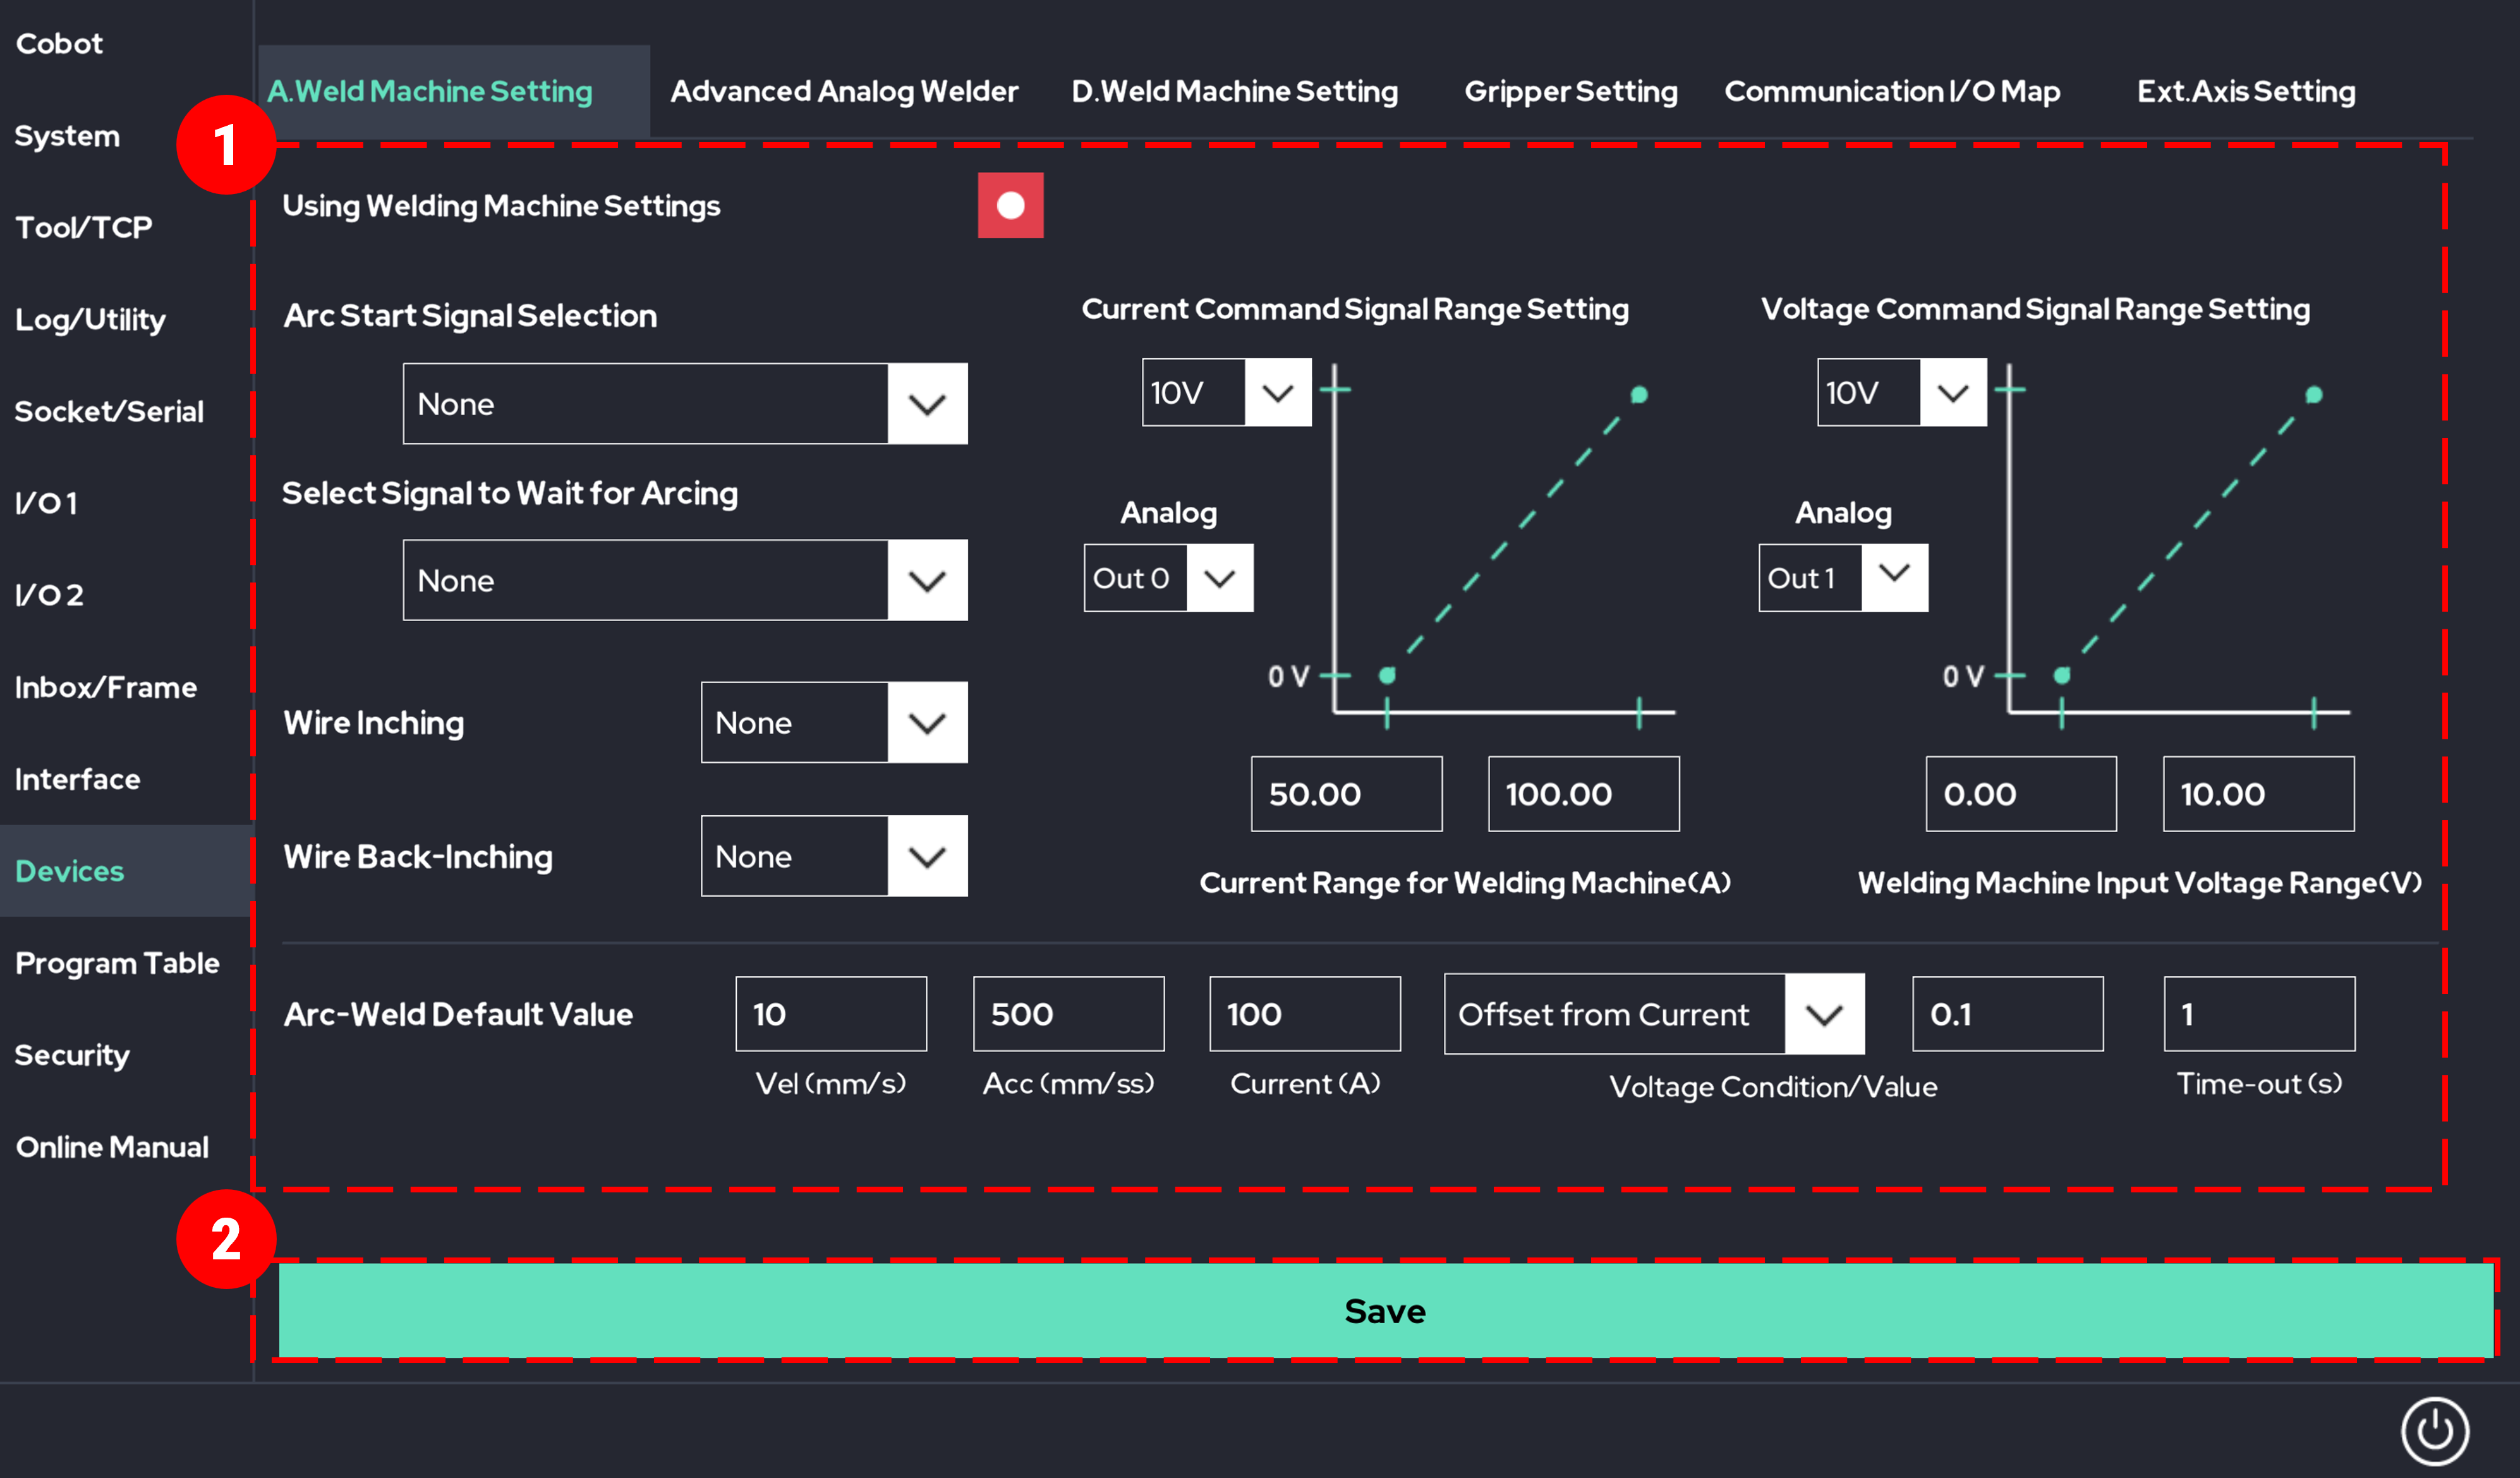 Cobot
System
Tool/TCP
Log/Utility
Socket/Serial
I/O 1
I/O 2
Inbox/Frame
Interface
Devices
Program Table
Security
Online Manual
A.Weld Machine Setting
Advanced Analog Welder
D.Weld Machine Setting
Gripper Setting
Communication I/O Map
Ext.Axis Setting
1
Using Welding Machine Settings
Arc Start Signal Selection
None
Select Signal to Wait for Arcing
None
Wire Inching
None
Wire Back-Inching
None
Current Command Signal Range Setting
10V
Analog
Out 0
0 V
50.00
100.00
Current Range for Welding Machine(A)
Voltage Command Signal Range Setting
10V
Analog
Out 1
0 V
0.00
10.00
Welding Machine Input Voltage Range(V)
Arc-Weld Default Value
10
500
100
Offset from Current
0.1
1
Vel (mm/s)
Acc (mm/ss)
Current (A)
Voltage Condition/Value
Time-out (s)
2
Save